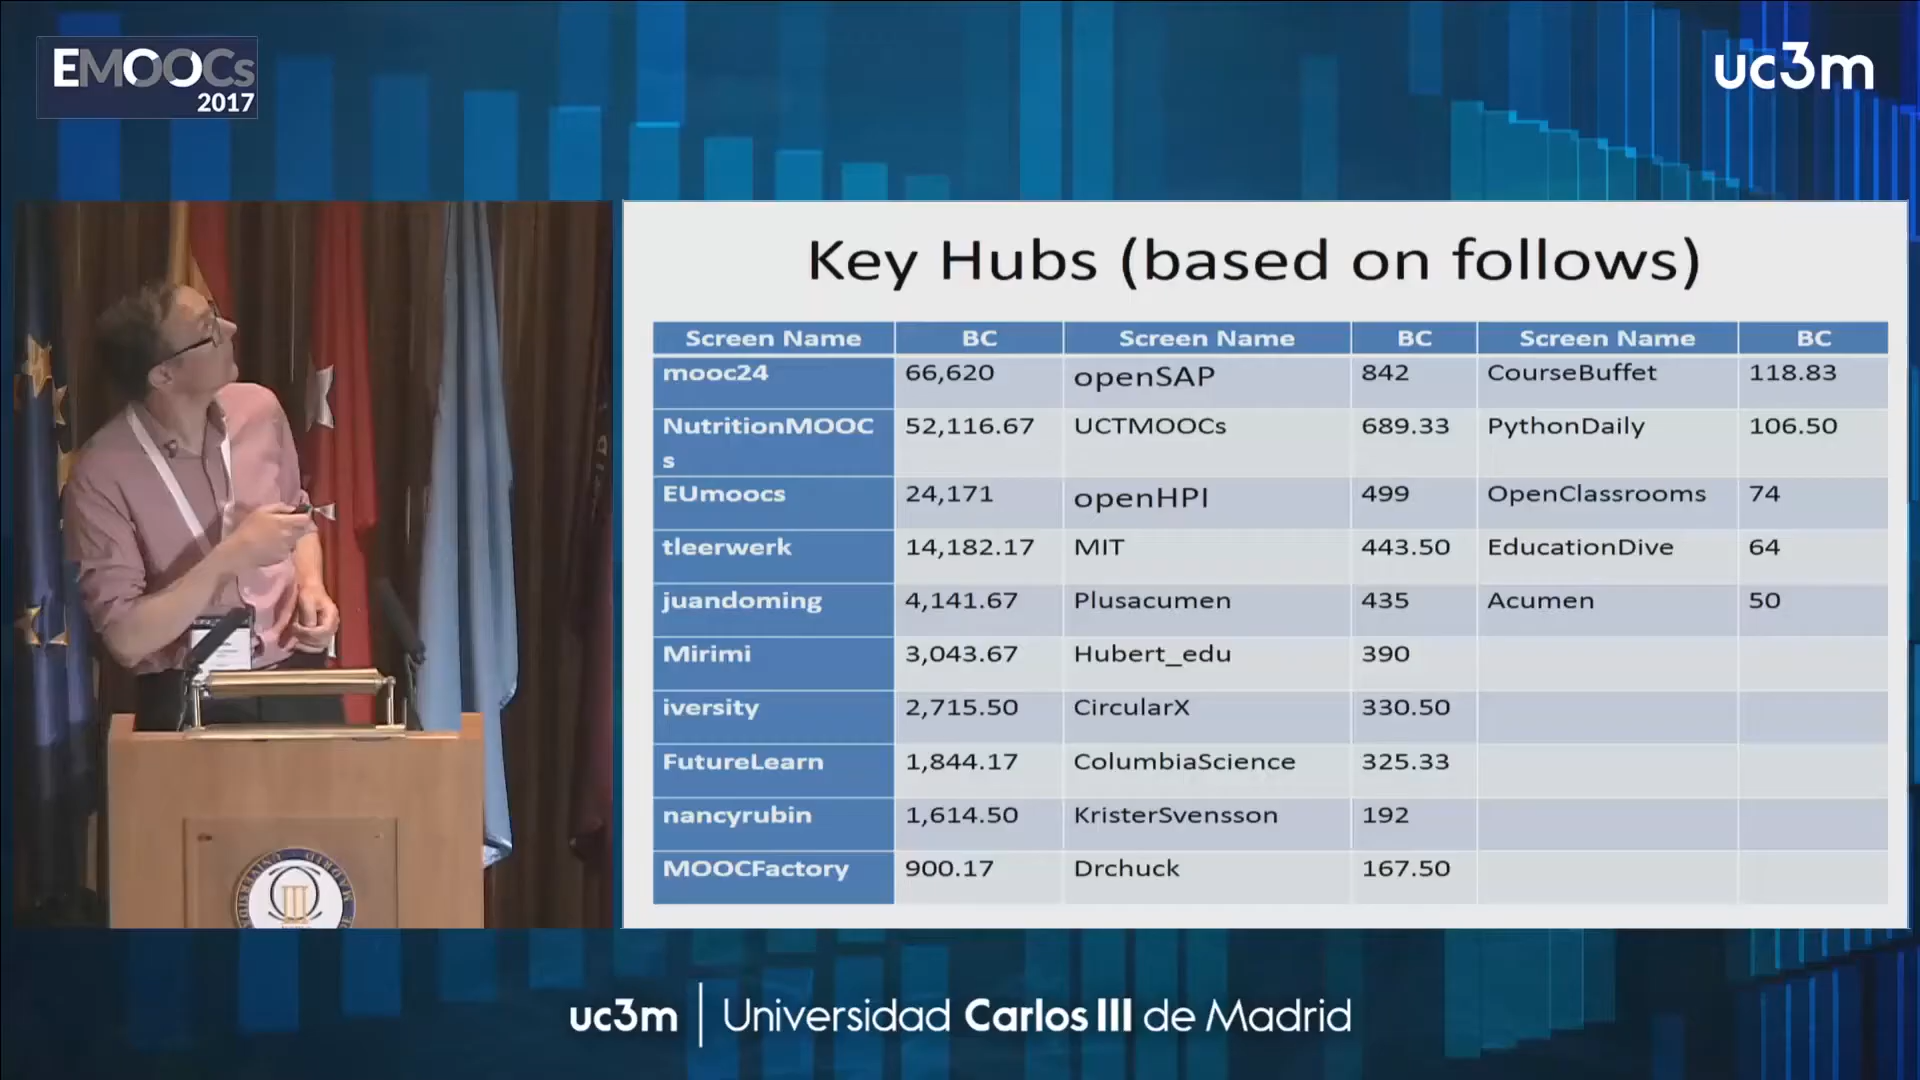 EMOOCs
2017
uc3m
Key Hubs (based on follows)
Screen Name BC Screen Name BC Screen Name BC
mooc24 66,620 openSAP 842 CourseBuffet 118.83
NutritionMOOC 52,116.67 UCTMOOCs 689.33 PythonDaily 106.50
s
EUmoocs 24,171 openHPI 499 OpenClassrooms 74
tleerwerk 14,182.17 MIT 443.50 EducationDive 64
juandoming 4,141.67 Plusacumen 435 Acumen 50
Mirimi 3,043.67 Hubert_edu 390
iversity 2,715.50 CircularX 330.50
FutureLearn 1,844.17 ColumbiaScience 325.33
nancyrubin 1,614.50 KristerSvensson 192
MOOCFactory 900.17 Drchuck 167.50
uc3m | Universidad Carlos III de Madrid